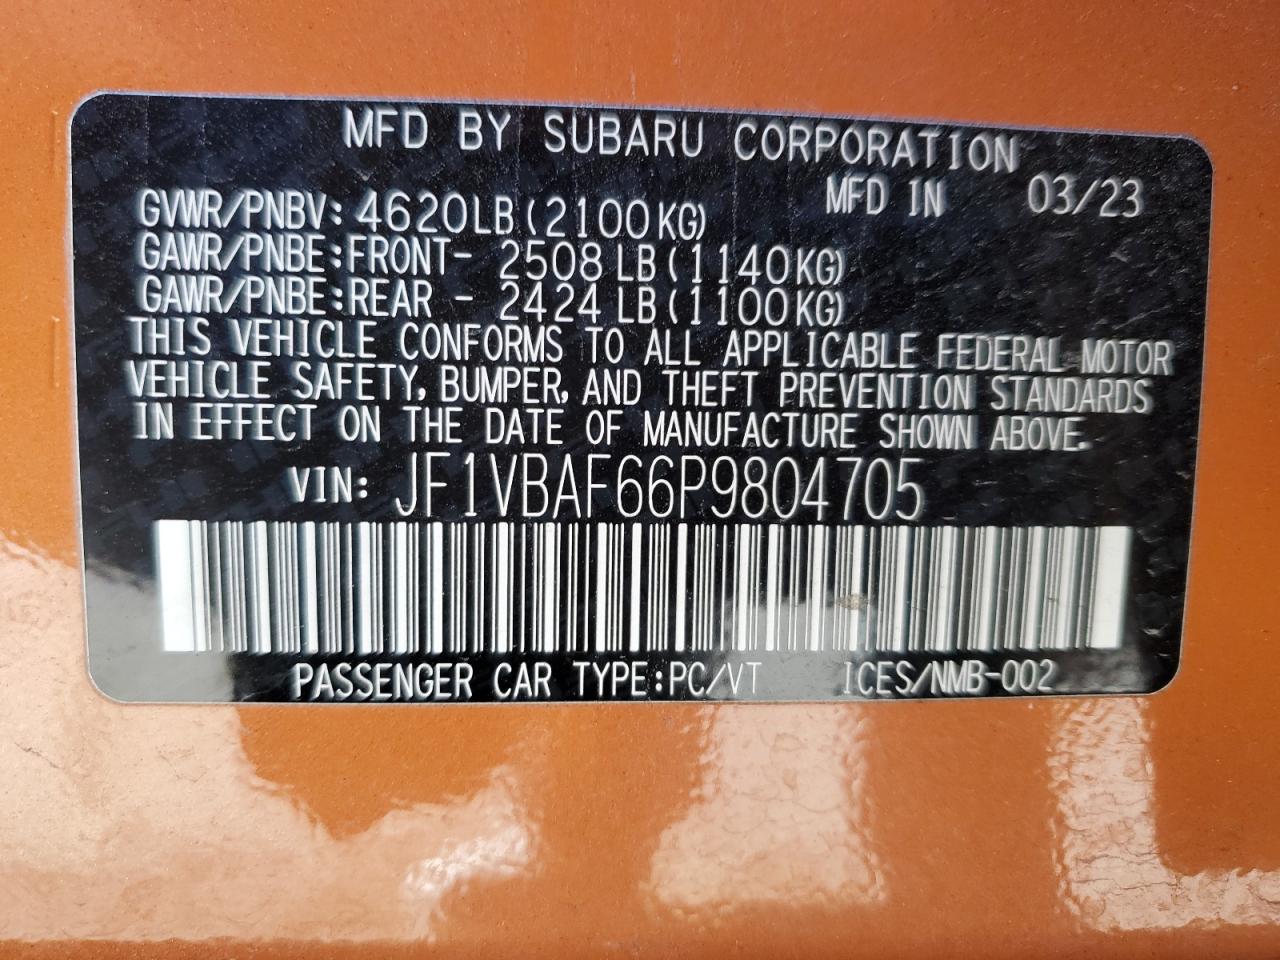 MFD BY SUBARU CORPORATION
MFD IN 03/23
GVWR/PNBV: 4620LB(2100KG)
GAWR/PNBE:FRONT- 2508 LB(1140KG)
GAWR/PNBE:REAR - 2424 LB(1100KG)
THIS VEHICLE CONFORMS TO ALL APPLICABLE FEDERAL MOTOR
VEHICLE SAFETY, BUMPER, AND THEFT PREVENTION STANDARDS
IN EFFECT ON THE DATE OF MANUFACTURE SHOWN ABOVE.
VIN: JF1VBAF66P9804705
PASSENGER CAR TYPE:PC/VT ICES/NMB-002